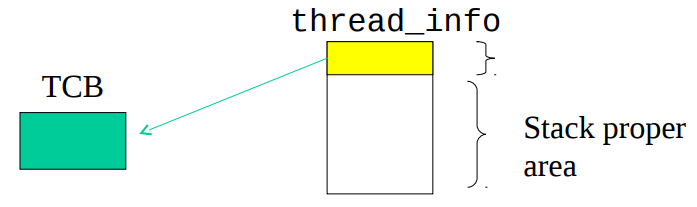 thread_info
TCB
Stack proper
area